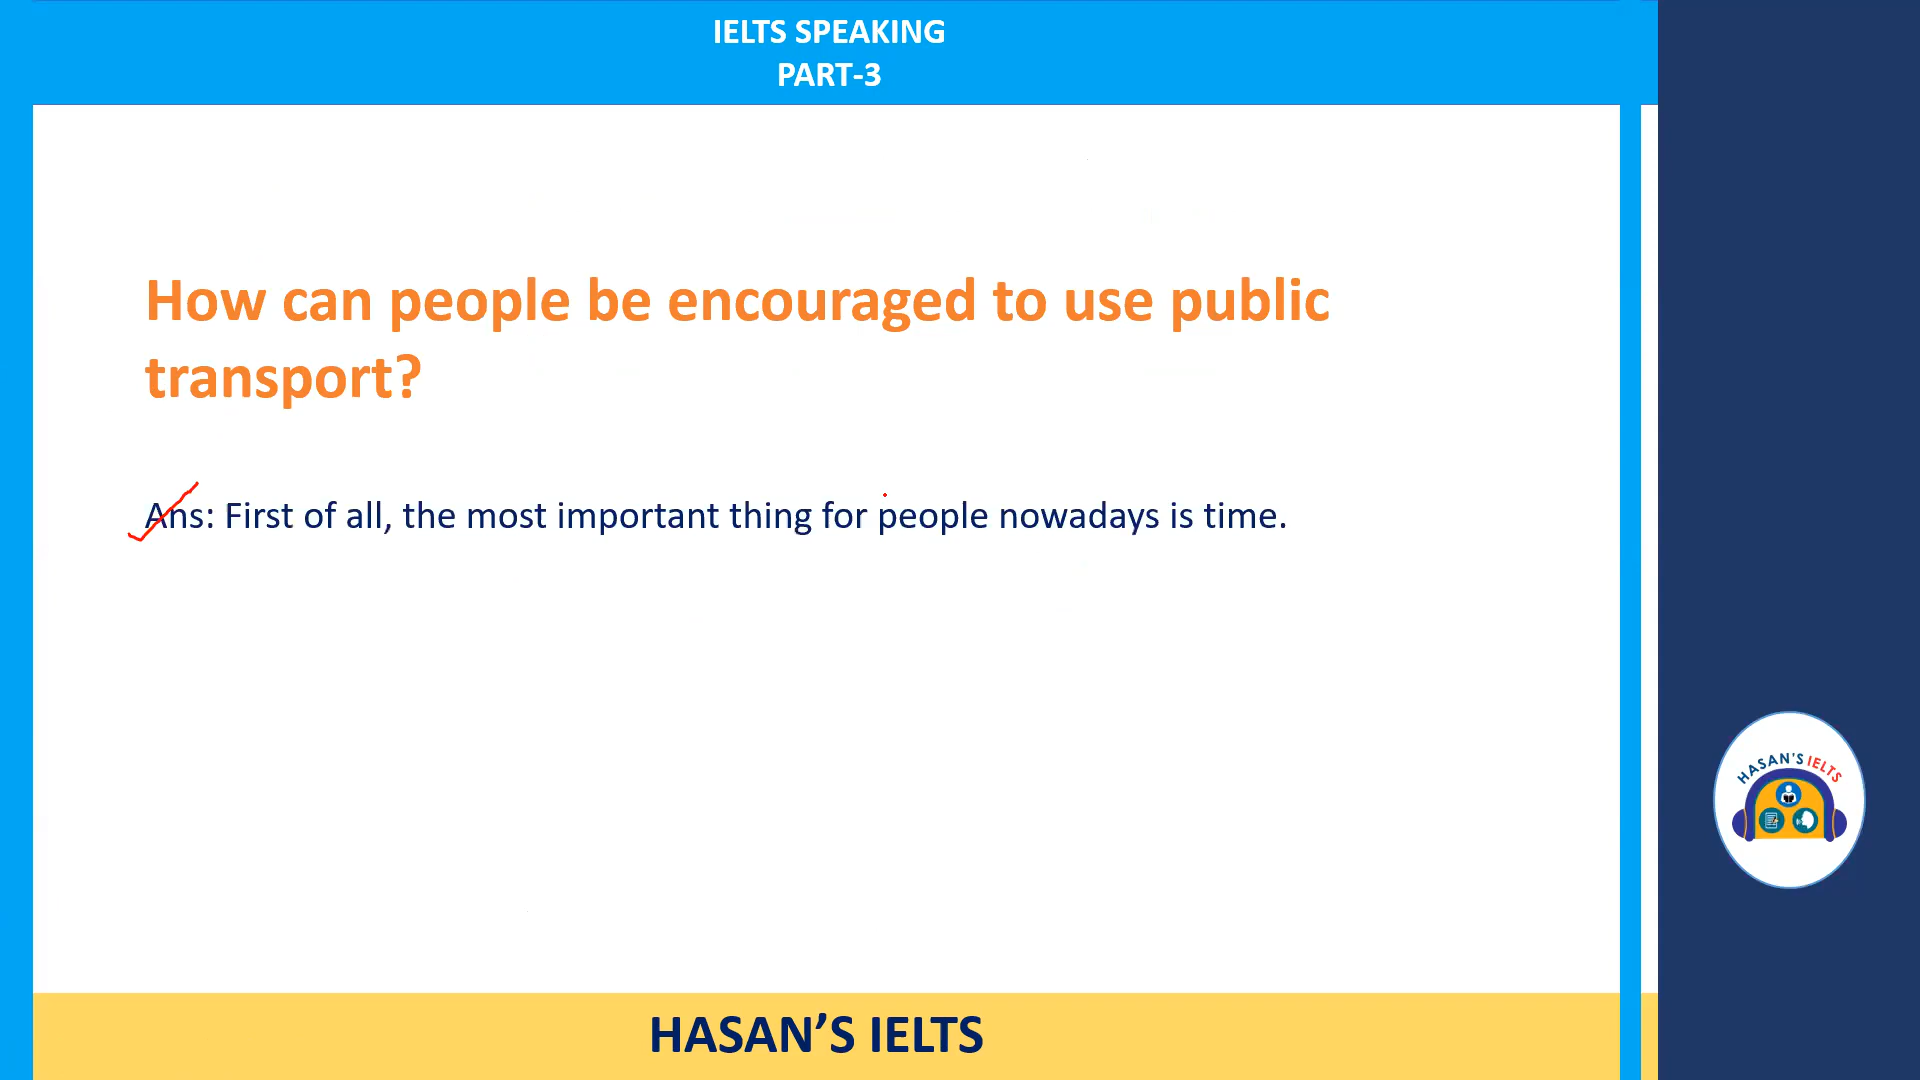 IELTS SPEAKING
PART-3
How can people be encouraged to use public
transport?
Ans: First of all, the most important thing for people nowadays is time.
HASAN'S IELTS
HASAN’S IELTS